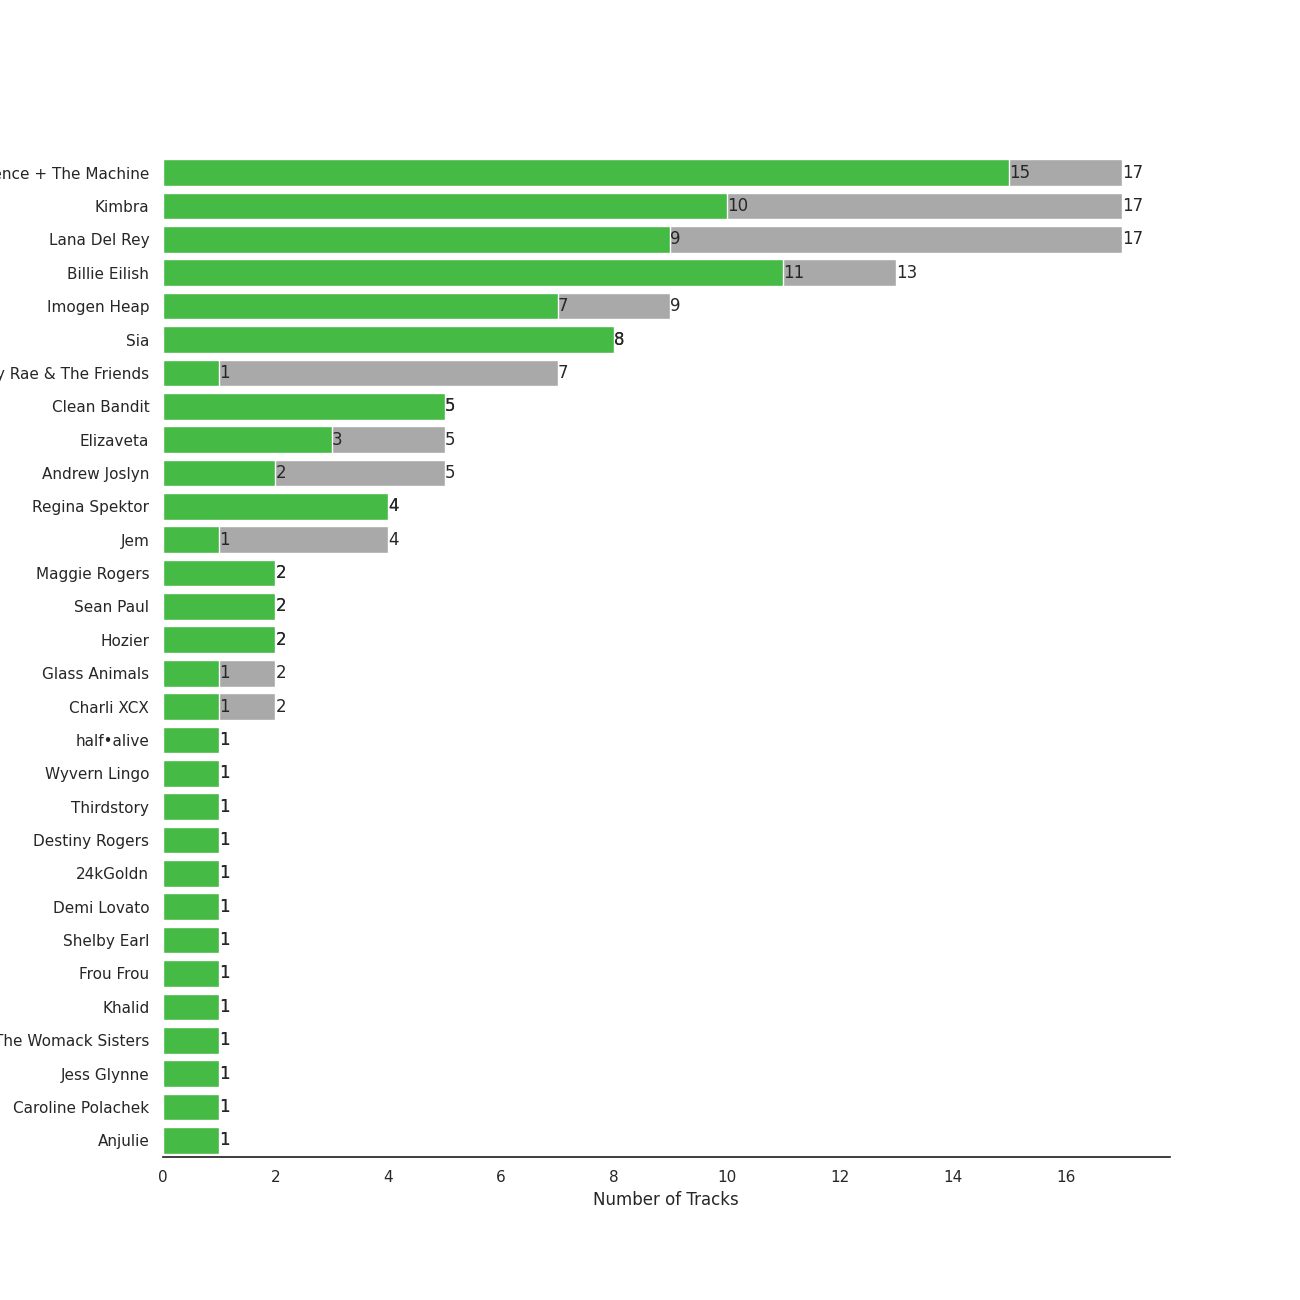 ence + The Machine 15 17
Kimbra 10 17
Lana Del Rey 9 17
Billie Eilish 11 13
Imogen Heap 7 9
Sia 8
y Rae & The Friends 1 7
Clean Bandit 5
Elizaveta 3 5
Andrew Joslyn 2 5
Regina Spektor 4
Jem 1 4
Maggie Rogers 2
Sean Paul 2
Hozier 2
Glass Animals 1 2
Charli XCX 1 2
half•alive 1
Wyvern Lingo 1
Thirdstory 1
Destiny Rogers 1
24kGoldn 1
Demi Lovato 1
Shelby Earl 1
Frou Frou 1
Khalid 1
The Womack Sisters 1
Jess Glynne 1
Caroline Polachek 1
Anjulie 1
0 2 4 6 8 10 12 14 16
Number of Tracks